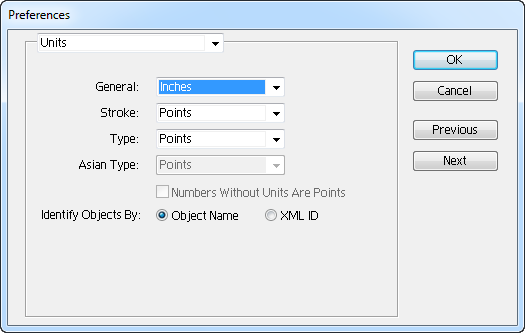 Preferences
Units
OK
General: Inches
Cancel
Stroke: Points
Type: Points
Previous
Asian Type: Points
Next
Numbers Without Units Are Points
Identify Objects By: Object Name XML ID